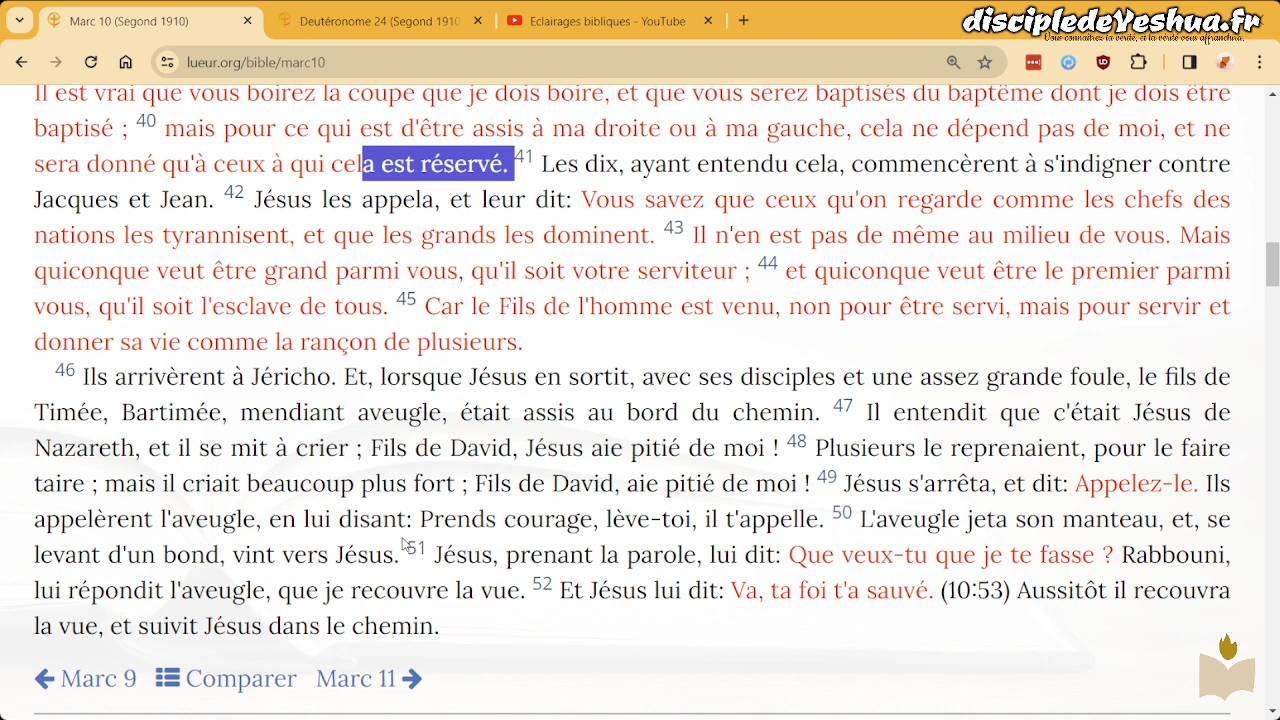 Marc 10 (Segond 1910)
Deutéronome 24 (Segond 1910)
Eclairages bibliques - YouTube
discipledeYeshua.fr
Vous connaîtrez la vérité, et la vérité vous affranchira.
lueur.org/bible/marc10
Il est vrai que vous boirez la coupe que je dois boire, et que vous serez baptisés du baptême dont je dois être
baptisé ; 40 mais pour ce qui est d'être assis à ma droite ou à ma gauche, cela ne dépend pas de moi, et ne
sera donné qu'à ceux à qui cela est réservé. 41 Les dix, ayant entendu cela, commencèrent à s'indigner contre
Jacques et Jean. 42 Jésus les appela, et leur dit: Vous savez que ceux qu'on regarde comme les chefs des
nations les tyrannisent, et que les grands les dominent. 43 Il n'en est pas de même au milieu de vous. Mais
quiconque veut être grand parmi vous, qu'il soit votre serviteur ; 44 et quiconque veut être le premier parmi
vous, qu'il soit l'esclave de tous. 45 Car le Fils de l'homme est venu, non pour être servi, mais pour servir et
donner sa vie comme la rançon de plusieurs.
46 Ils arrivèrent à Jéricho. Et, lorsque Jésus en sortit, avec ses disciples et une assez grande foule, le fils de
Timée, Bartimée, mendiant aveugle, était assis au bord du chemin. 47 Il entendit que c'était Jésus de
Nazareth, et il se mit à crier ; Fils de David, Jésus aie pitié de moi ! 48 Plusieurs le reprenaient, pour le faire
taire ; mais il criait beaucoup plus fort ; Fils de David, aie pitié de moi ! 49 Jésus s'arrêta, et dit: Appelez-le. Ils
appelèrent l'aveugle, en lui disant: Prends courage, lève-toi, il t'appelle. 50 L'aveugle jeta son manteau, et, se
levant d'un bond, vint vers Jésus. 51 Jésus, prenant la parole, lui dit: Que veux-tu que je te fasse ? Rabbouni,
lui répondit l'aveugle, que je recouvre la vue. 52 Et Jésus lui dit: Va, ta foi t'a sauvé. (10:53) Aussitôt il recouvra
la vue, et suivit Jésus dans le chemin.
Marc 9 Comparer Marc 11